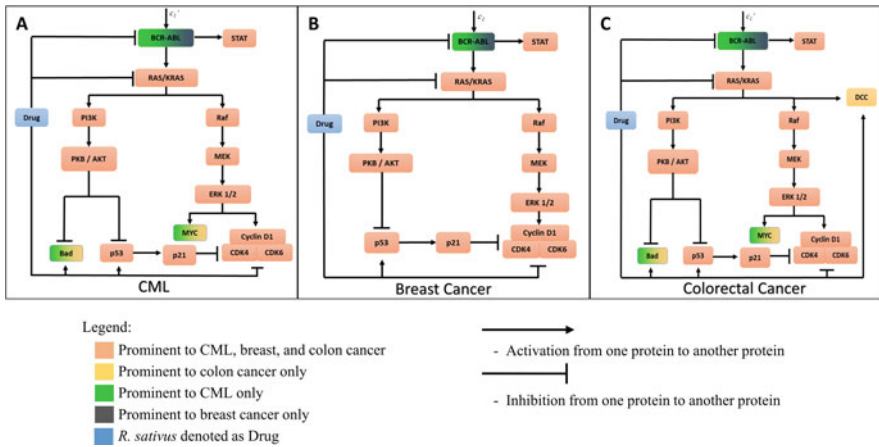 A
BCR-ABL
STAT
RAS/KRAS
Drug
PI3K
Raf
PKB / AKT
MEK
ERK 1/2
MYC
Cyclin D1
Bad
p53
p21
CDK4
CDK6
CML
B
BCR-ABL
STAT
RAS/KRAS
Drug
PI3K
Raf
PKB / AKT
MEK
ERK 1/2
Cyclin D1
p53
p21
CDK4
CDK6
Breast Cancer
C
BCR-ABL
STAT
RAS/KRAS
DCC
Drug
PI3K
Raf
PKB / AKT
MEK
ERK 1/2
MYC
Cyclin D1
Bad
p53
p21
CDK4
CDK6
Colorectal Cancer
Legend:
Prominent to CML, breast, and colon cancer
Prominent to colon cancer only
Prominent to CML only
Prominent to breast cancer only
R. sativus denoted as Drug
- Activation from one protein to another protein
- Inhibition from one protein to another protein